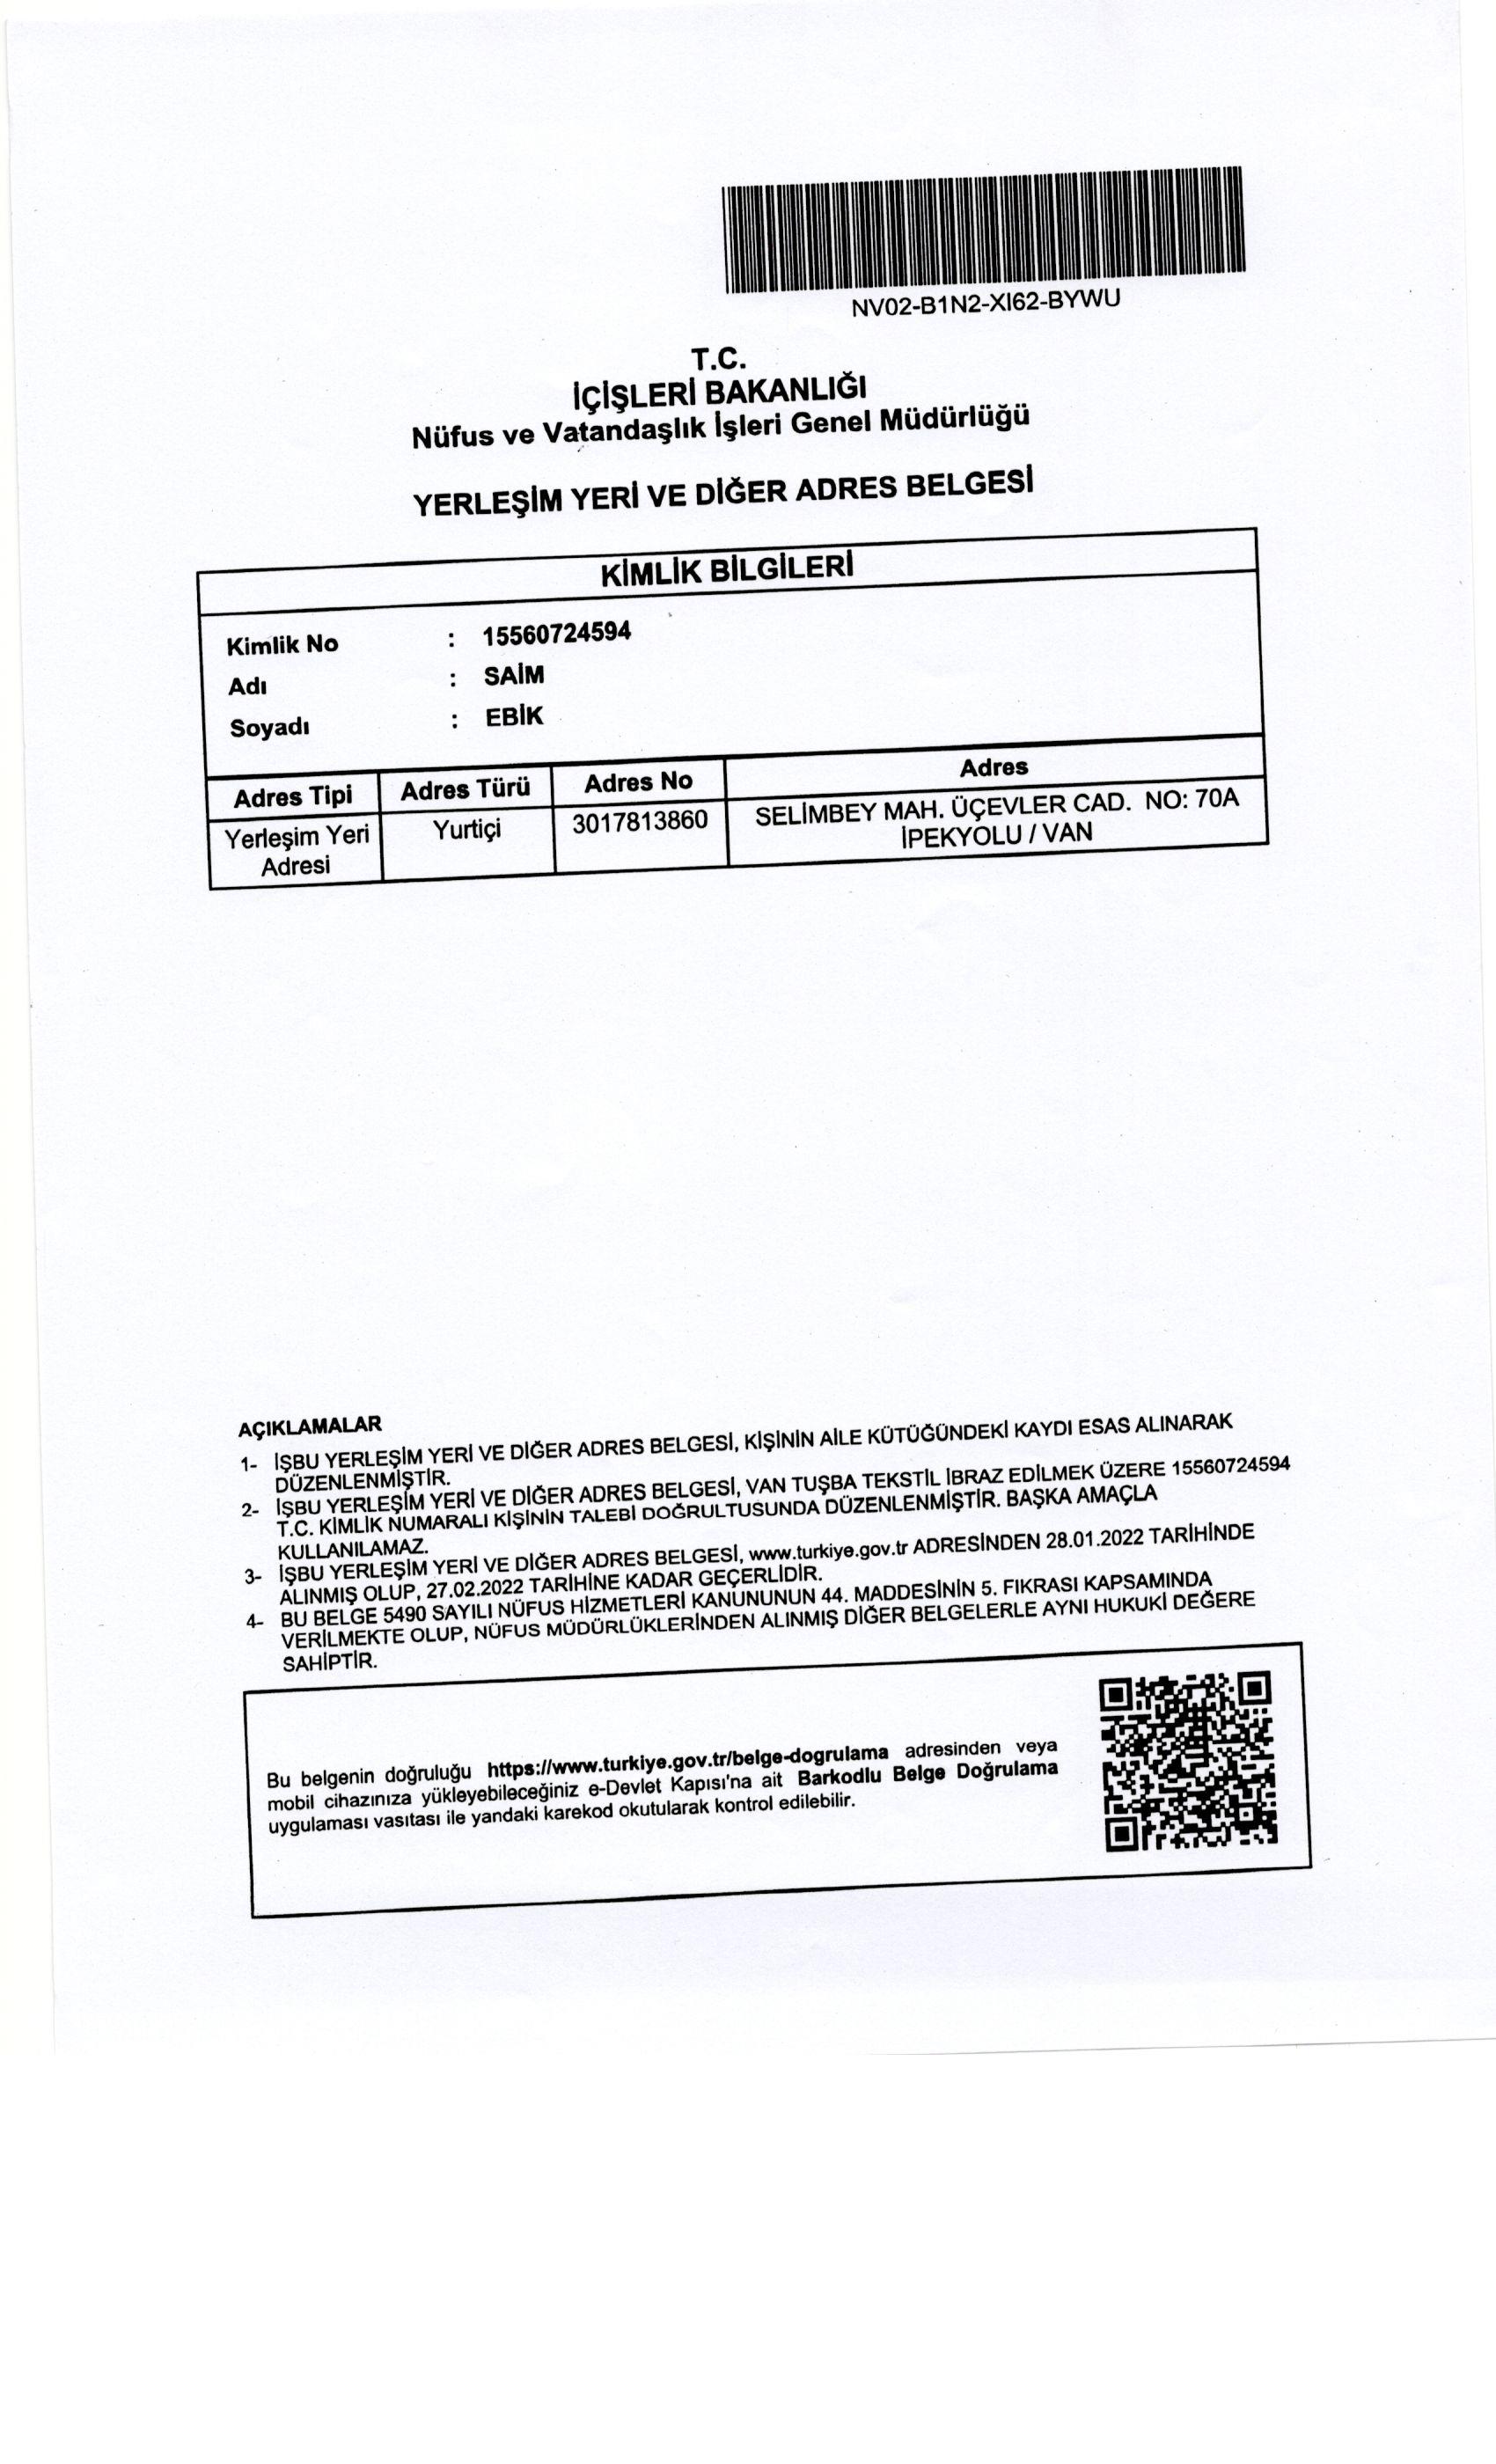 NV02-B1N2-XI62-BYWU
T.C.
İÇİŞLERİ BAKANLIĞI
Nüfus ve Vatandaşlık İşleri Genel Müdürlüğü
YERLEŞİM YERİ VE DİĞER ADRES BELGESİ
KİMLİK BİLGİLERİ
Kimlik No : 15560724594
Adı : SAİM
Soyadı : EBİK
Adres Tipi Adres Türü Adres No Adres
Yerleşim Yeri Yurtiçi 3017813860 SELİMBEY MAH. ÜÇEVLER CAD. NO: 70A
Adresi İPEKYOLU / VAN
AÇIKLAMALAR
1- İŞBU YERLEŞİM YERİ VE DİĞER ADRES BELGESİ, KİŞİNİN AİLE KÜTÜĞÜNDEKİ KAYDI ESAS ALINARAK
DÜZENLENMİŞTİR.
2- İŞBU YERLEŞİM YERİ VE DİĞER ADRES BELGESİ, VAN TUŞBA TEKSTİL İBRAZ EDİLMEK ÜZERE 15560724594
T.C. KİMLİK NUMARALI KİŞİNİN TALEBİ DOĞRULTUSUNDA DÜZENLENMİŞTİR. BAŞKA AMAÇLA
KULLANILAMAZ.
3- İŞBU YERLEŞİM YERİ VE DİĞER ADRES BELGESİ, www.turkiye.gov.tr ADRESİNDEN 28.01.2022 TARİHİNDE
ALINMIŞ OLUP, 27.02.2022 TARİHİNE KADAR GEÇERLİDİR.
4- BU BELGE 5490 SAYILI NÜFUS HİZMETLERİ KANUNUNUN 44. MADDESİNİN 5. FIKRASI KAPSAMINDA
VERİLMEKTE OLUP, NÜFUS MÜDÜRLÜKLERİNDEN ALINMIŞ DİĞER BELGELERLE AYNI HUKUKİ DEĞERE
SAHİPTİR.
Bu belgenin doğruluğu https://www.turkiye.gov.tr/belge-dogrulama adresinden veya
mobil cihazınıza yükleyebileceğiniz e-Devlet Kapısı'na ait Barkodlu Belge Doğrulama
uygulaması vasıtası ile yandaki karekod okutularak kontrol edilebilir.